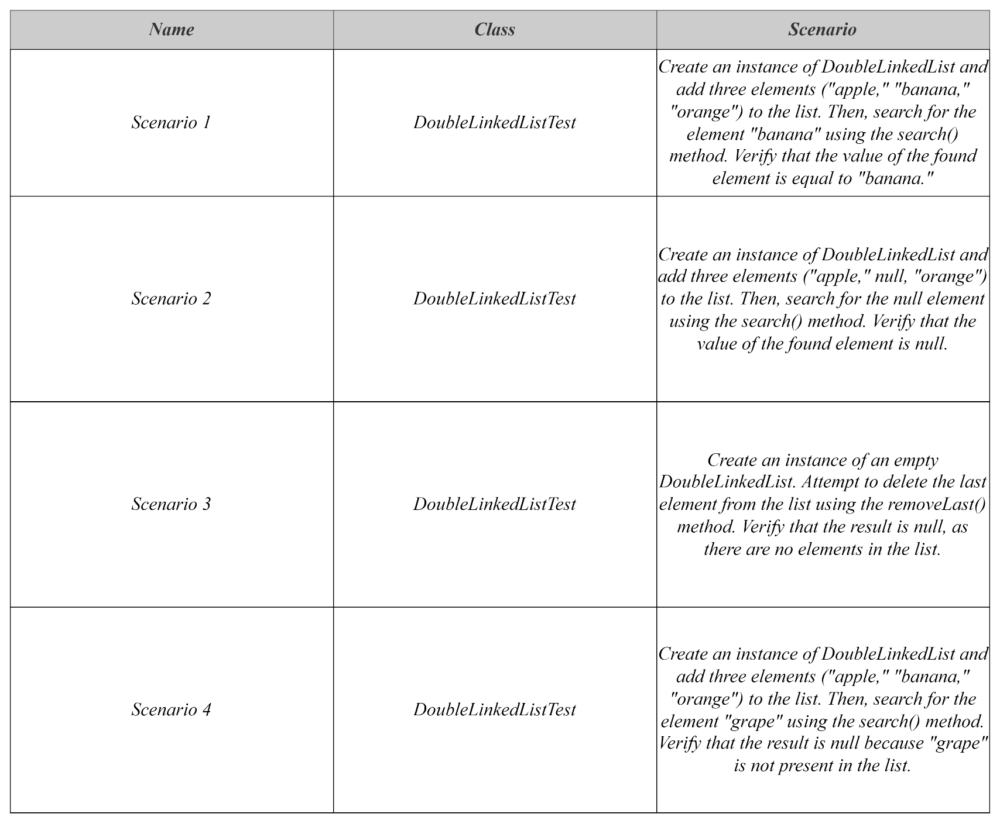 Name Class Scenario
Create an instance of DoubleLinkedList and
add three elements ("apple," "banana,"
"orange") to the list. Then, search for the
Scenario 1 DoubleLinkedListTest
element "banana" using the search()
method. Verify that the value of the found
element is equal to "banana."
Create an instance of DoubleLinkedList and
add three elements ("apple," null, "orange")
Scenario 2 DoubleLinkedListTest
to the list. Then, search for the null element
using the search() method. Verify that the
value of the found element is null.
Create an instance of an empty
DoubleLinkedList. Attempt to delete the last
Scenario 3 DoubleLinkedListTest
element from the list using the removeLast()
method. Verify that the result is null, as
there are no elements in the list.
Create an instance of DoubleLinkedList and
add three elements ("apple," "banana,"
"orange") to the list. Then, search for the
Scenario 4 DoubleLinkedListTest
element "grape" using the search() method.
Verify that the result is null because "grape"
is not present in the list.